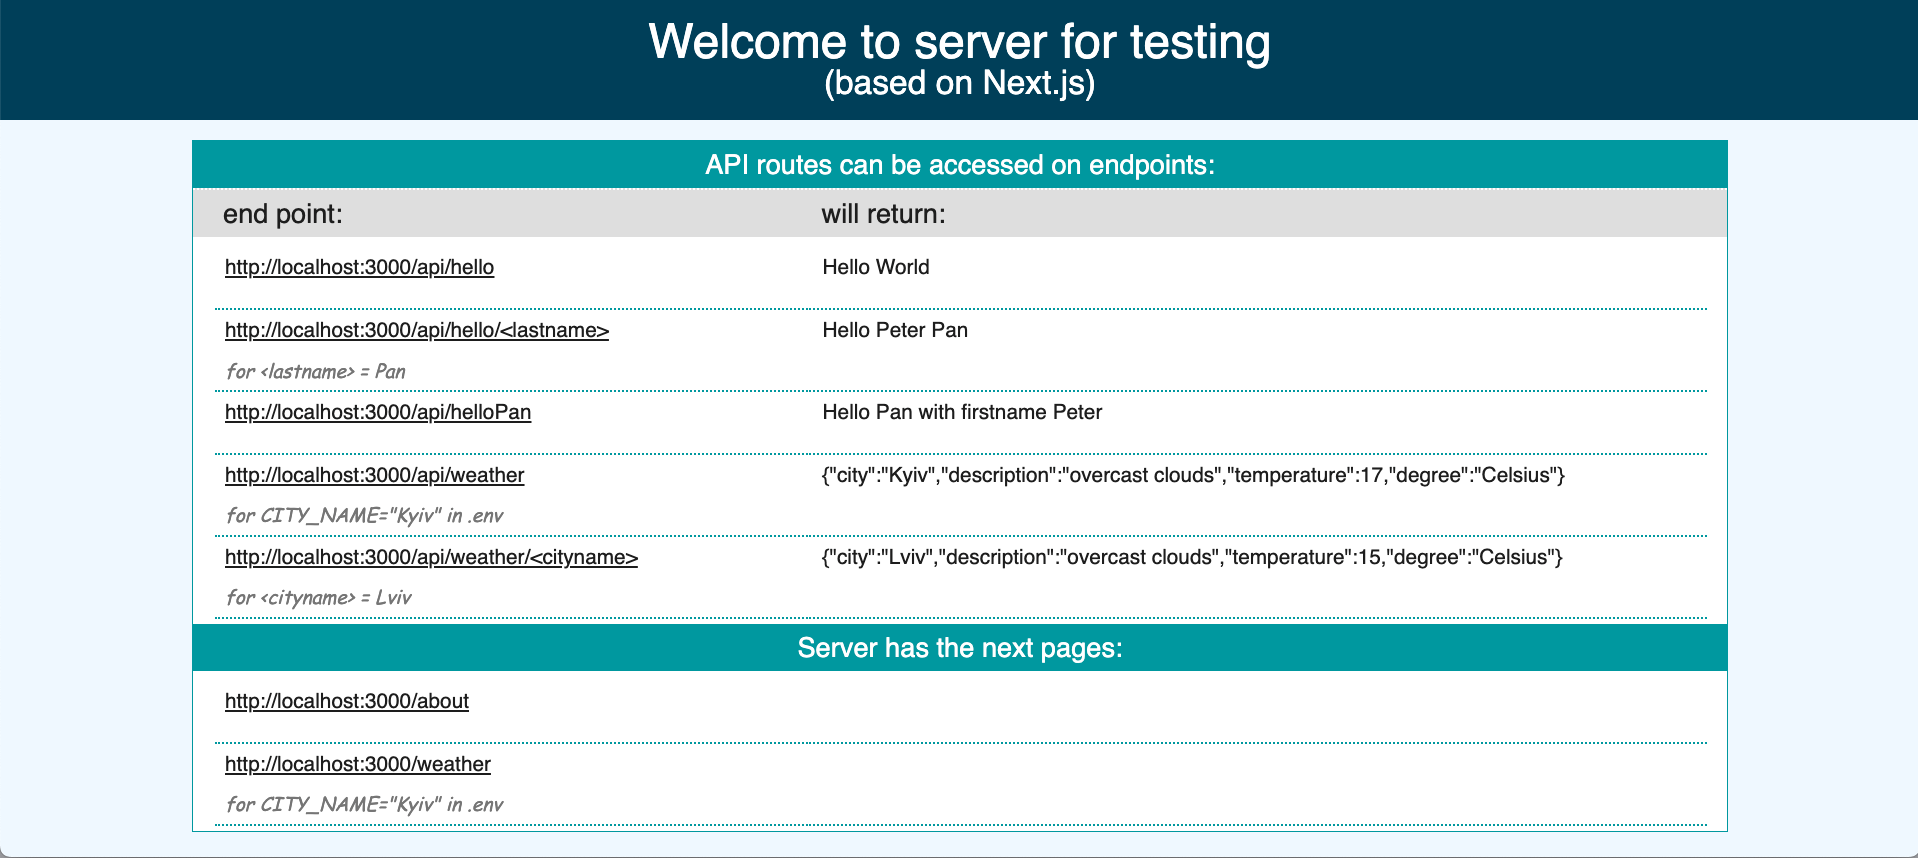 Welcome to server for testing
(based on Next.js)
API routes can be accessed on endpoints:
end point: will return:
http://localhost:3000/api/hello Hello World
http://localhost:3000/api/hello/<lastname> Hello Peter Pan
for <lastname> = Pan
http://localhost:3000/api/helloPan Hello Pan with firstname Peter
http://localhost:3000/api/weather {"city":"Kyiv","description":"overcast clouds","temperature":17,"degree":"Celsius"}
for CITY_NAME="Kyiv" in .env
http://localhost:3000/api/weather/<cityname> {"city":"Lviv","description":"overcast clouds","temperature":15,"degree":"Celsius"}
for <cityname> = Lviv
Server has the next pages:
http://localhost:3000/about
http://localhost:3000/weather
for CITY_NAME="Kyiv" in .env